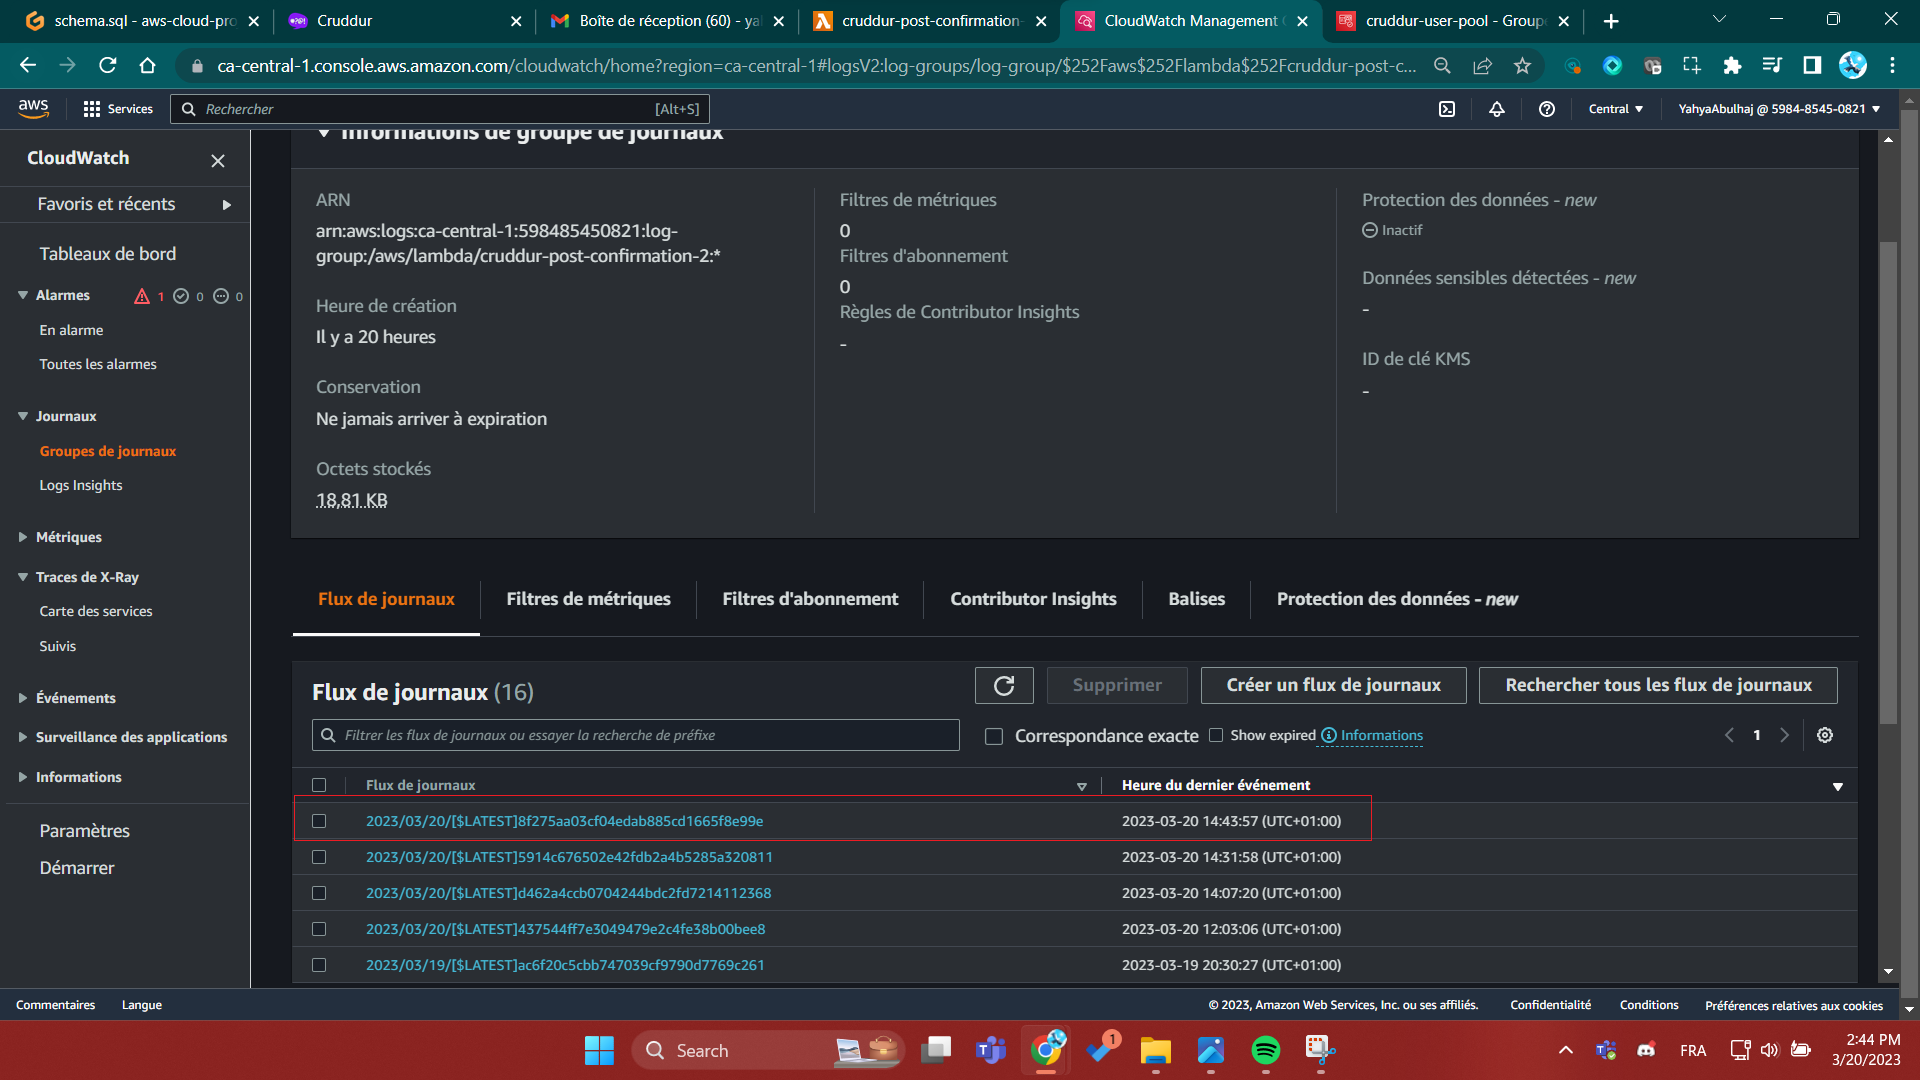 schema.sql - aws-cloud-pro
Cruddur
Boîte de réception (60) - ya
cruddur-post-confirmation-
CloudWatch Management
cruddur-user-pool - Groupe
ca-central-1.console.aws.amazon.com/cloudwatch/home?region=ca-central-1#logsV2:log-groups/log-group/$252Faws$252Flambda$252Fcruddur-post-c...
aws
Services
Rechercher
[Alt+S]
Central
YahyaAbulhaj @ 5984-8545-0821
CloudWatch
Favoris et récents
Tableaux de bord
Alarmes
1
0
0
En alarme
Toutes les alarmes
Journaux
Groupes de journaux
Logs Insights
Métriques
Traces de X-Ray
Carte des services
Suivis
Événements
Surveillance des applications
Informations
Paramètres
Démarrer
Informations de groupe de journaux
ARN
arn:aws:logs:ca-central-1:598485450821:log-
group:/aws/lambda/cruddur-post-confirmation-2:*
Heure de création
Il y a 20 heures
Conservation
Ne jamais arriver à expiration
Octets stockés
18,81 KB
Filtres de métriques
0
Filtres d'abonnement
0
Règles de Contributor Insights
-
Protection des données - new
Inactif
Données sensibles détectées - new
-
ID de clé KMS
-
Flux de journaux
Filtres de métriques
Filtres d'abonnement
Contributor Insights
Balises
Protection des données - new
Flux de journaux (16)
Supprimer
Créer un flux de journaux
Rechercher tous les flux de journaux
Filtrer les flux de journaux ou essayer la recherche de préfixe
Correspondance exacte
Show expired
Informations
1
Flux de journaux
Heure du dernier événement
2023/03/20/[$LATEST]8f275aa03cf04edab885cd1665f8e99e
2023-03-20 14:43:57 (UTC+01:00)
2023/03/20/[$LATEST]5914c676502e42fdb2a4b5285a320811
2023-03-20 14:31:58 (UTC+01:00)
2023/03/20/[$LATEST]d462a4ccb0704244bdc2fd7214112368
2023-03-20 14:07:20 (UTC+01:00)
2023/03/20/[$LATEST]437544ff7e3049479e2c4fe38b00bee8
2023-03-20 12:03:06 (UTC+01:00)
2023/03/19/[$LATEST]ac6f20c5cbb747039cf9790d7769c261
2023-03-19 20:30:27 (UTC+01:00)
Commentaires
Langue
© 2023, Amazon Web Services, Inc. ou ses affiliés.
Confidentialité
Conditions
Préférences relatives aux cookies
Search
1
FRA
2:44 PM
3/20/2023